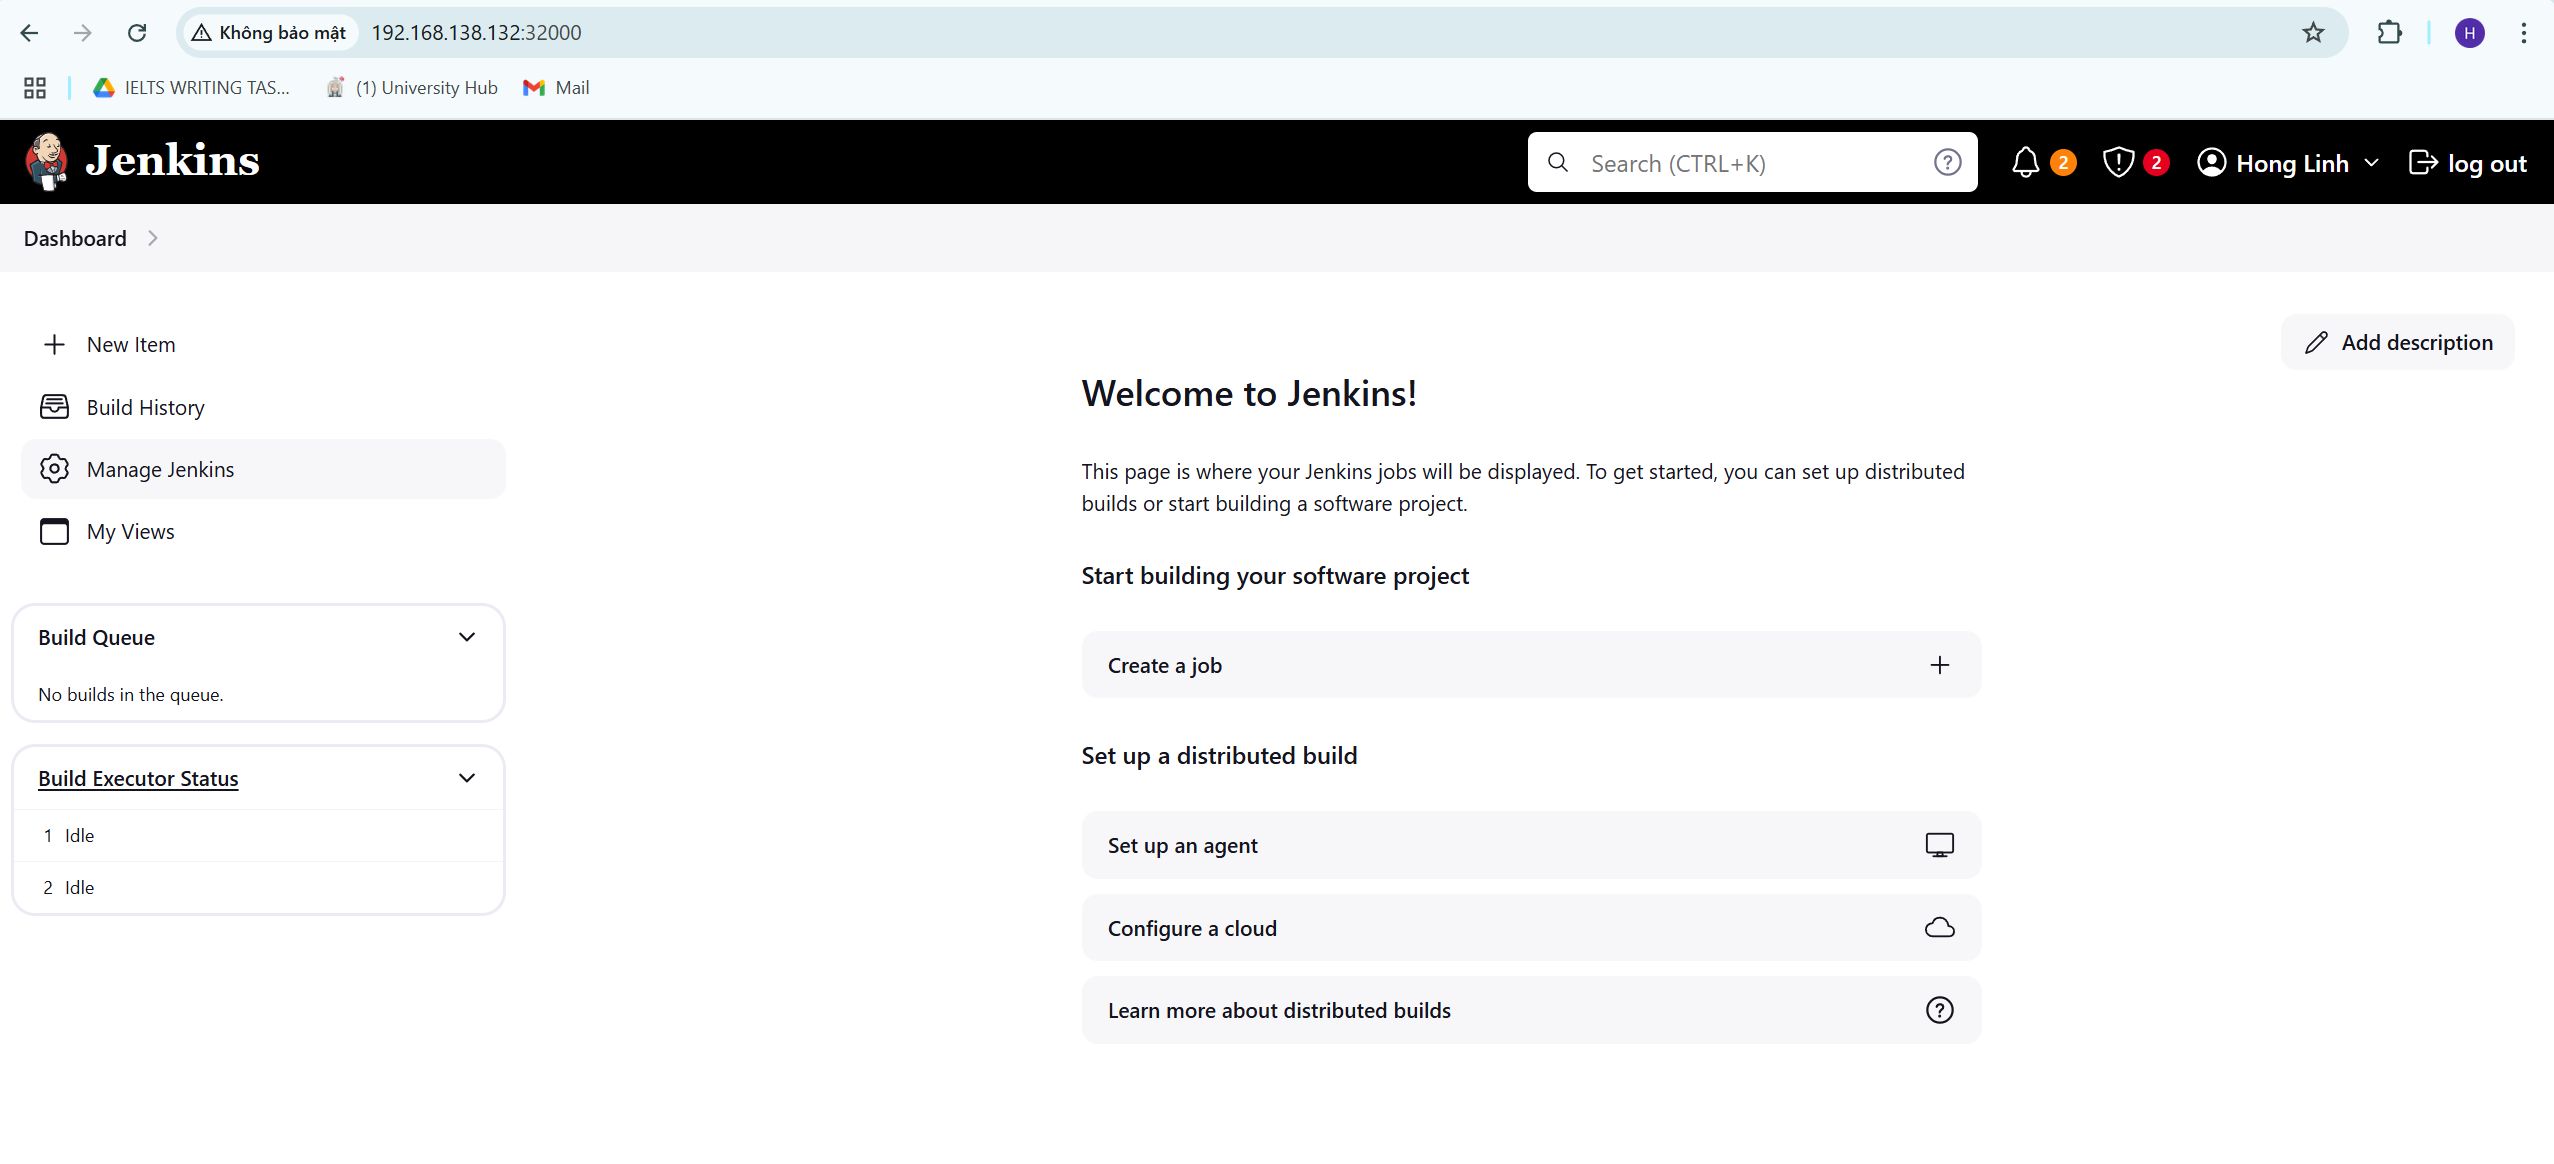 Không bảo mật 192.168.138.132:32000
H
IELTS WRITING TAS... (1) University Hub Mail
Jenkins Search (CTRL+K) ? 2 2 Hong Linh log out
Dashboard
New Item
Add description
Build History
Manage Jenkins
My Views
Build Queue
No builds in the queue.
Build Executor Status
1 Idle
2 Idle
Welcome to Jenkins!
This page is where your Jenkins jobs will be displayed. To get started, you can set up distributed
builds or start building a software project.
Start building your software project
Create a job
Set up a distributed build
Set up an agent
Configure a cloud
Learn more about distributed builds ?